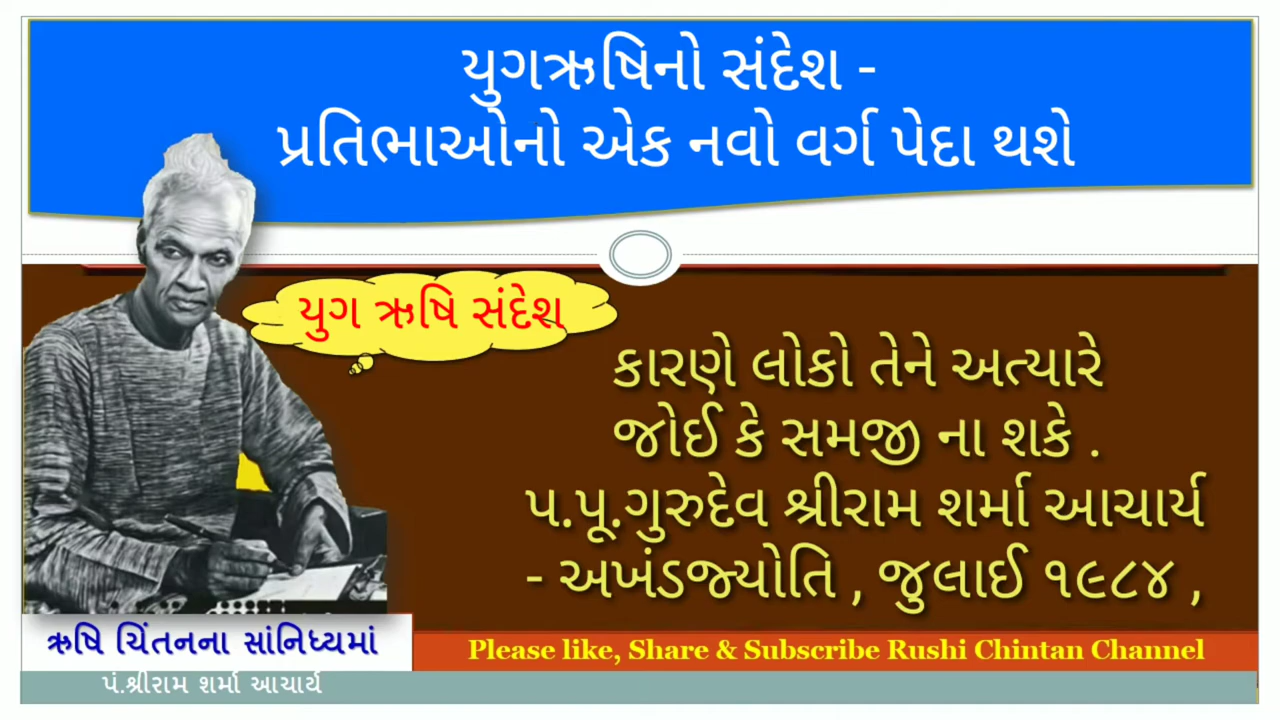 યુગઋષિનો સંદેશ -
પ્રતિભાઓનો એક નવો વર્ગ પેદા થશે
યુગ ઋષિ સંદેશ
કારણે લોકો તેને અત્યારે
જોઈ કે સમજી ના શકે .
પ.પૂ.ગુરુદેવ શ્રીરામ શર્મા આચાર્ય
- અખંડજ્યોતિ , જુલાઈ ૧૯૮૪ ,
ઋષિ ચિંતનના સાંનિધ્યમાં
Please like, Share & Subscribe Rushi Chintan Channel
પં.શ્રીરામ શર્મા આચાર્ય